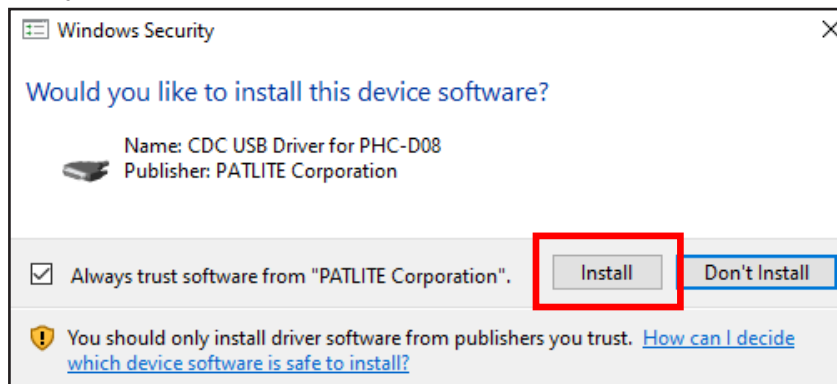 Windows Security
Would you like to install this device software?
Name: CDC USB Driver for PHC-D08
Publisher: PATLITE Corporation
Always trust software from "PATLITE Corporation".
Install
Don't Install
You should only install driver software from publishers you trust. How can I decide
which device software is safe to install?